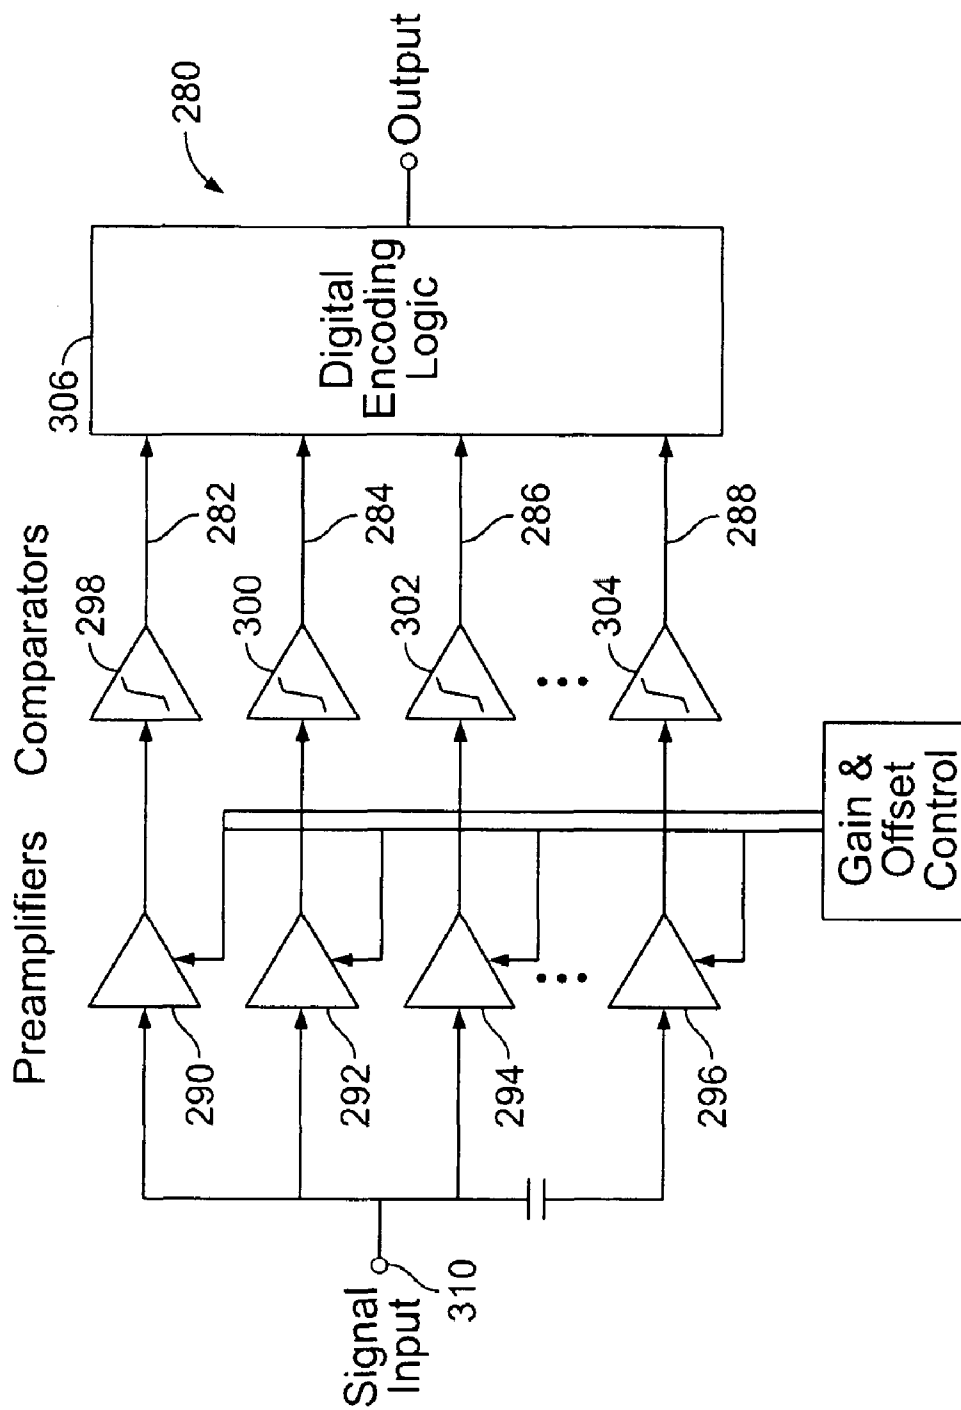 280
Preamplifiers
Comparators
298
282
306
290
300
284
292
Signal
Input
310
Digital
Encoding
Logic
Output
302
286
294
304
288
296
Gain &
Offset
Control